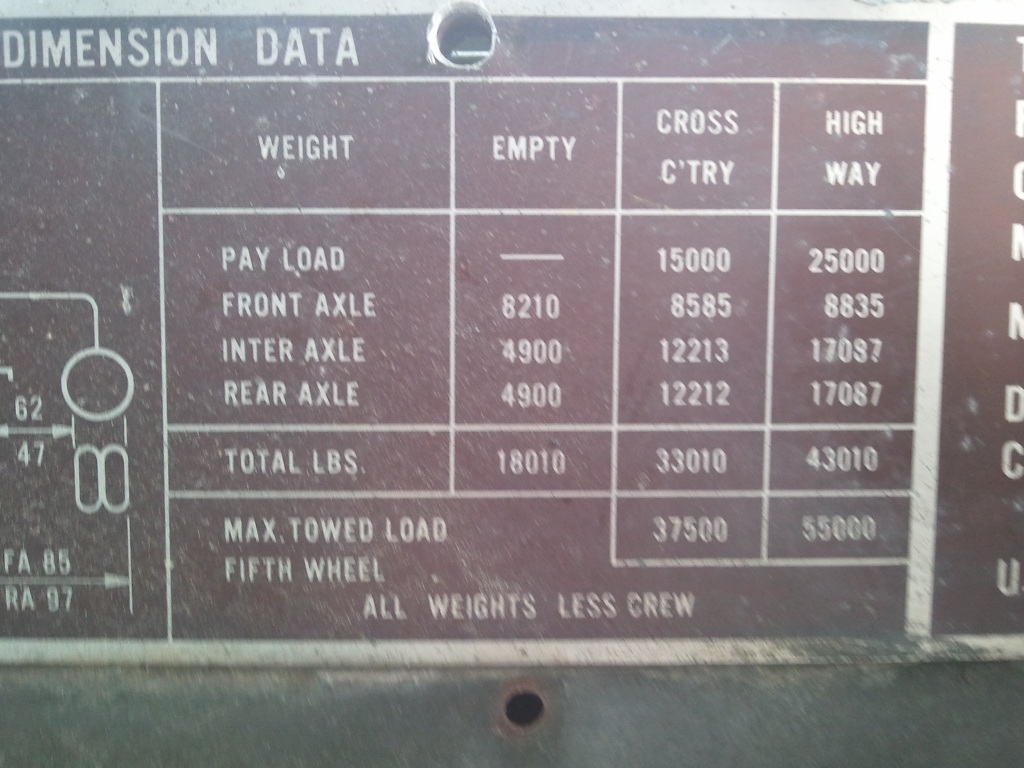 DIMENSION DATA
WEIGHT EMPTY CROSS C'TRY HIGH WAY
PAY LOAD — 15000 25000
FRONT AXLE 8210 8585 8835
INTER AXLE 4900 12213 17087
REAR AXLE 4900 12212 17087
TOTAL LBS. 18010 33010 43010
MAX. TOWED LOAD 37500 55000
FIFTH WHEEL
ALL WEIGHTS LESS CREW
62
47
FA 85
RA 97